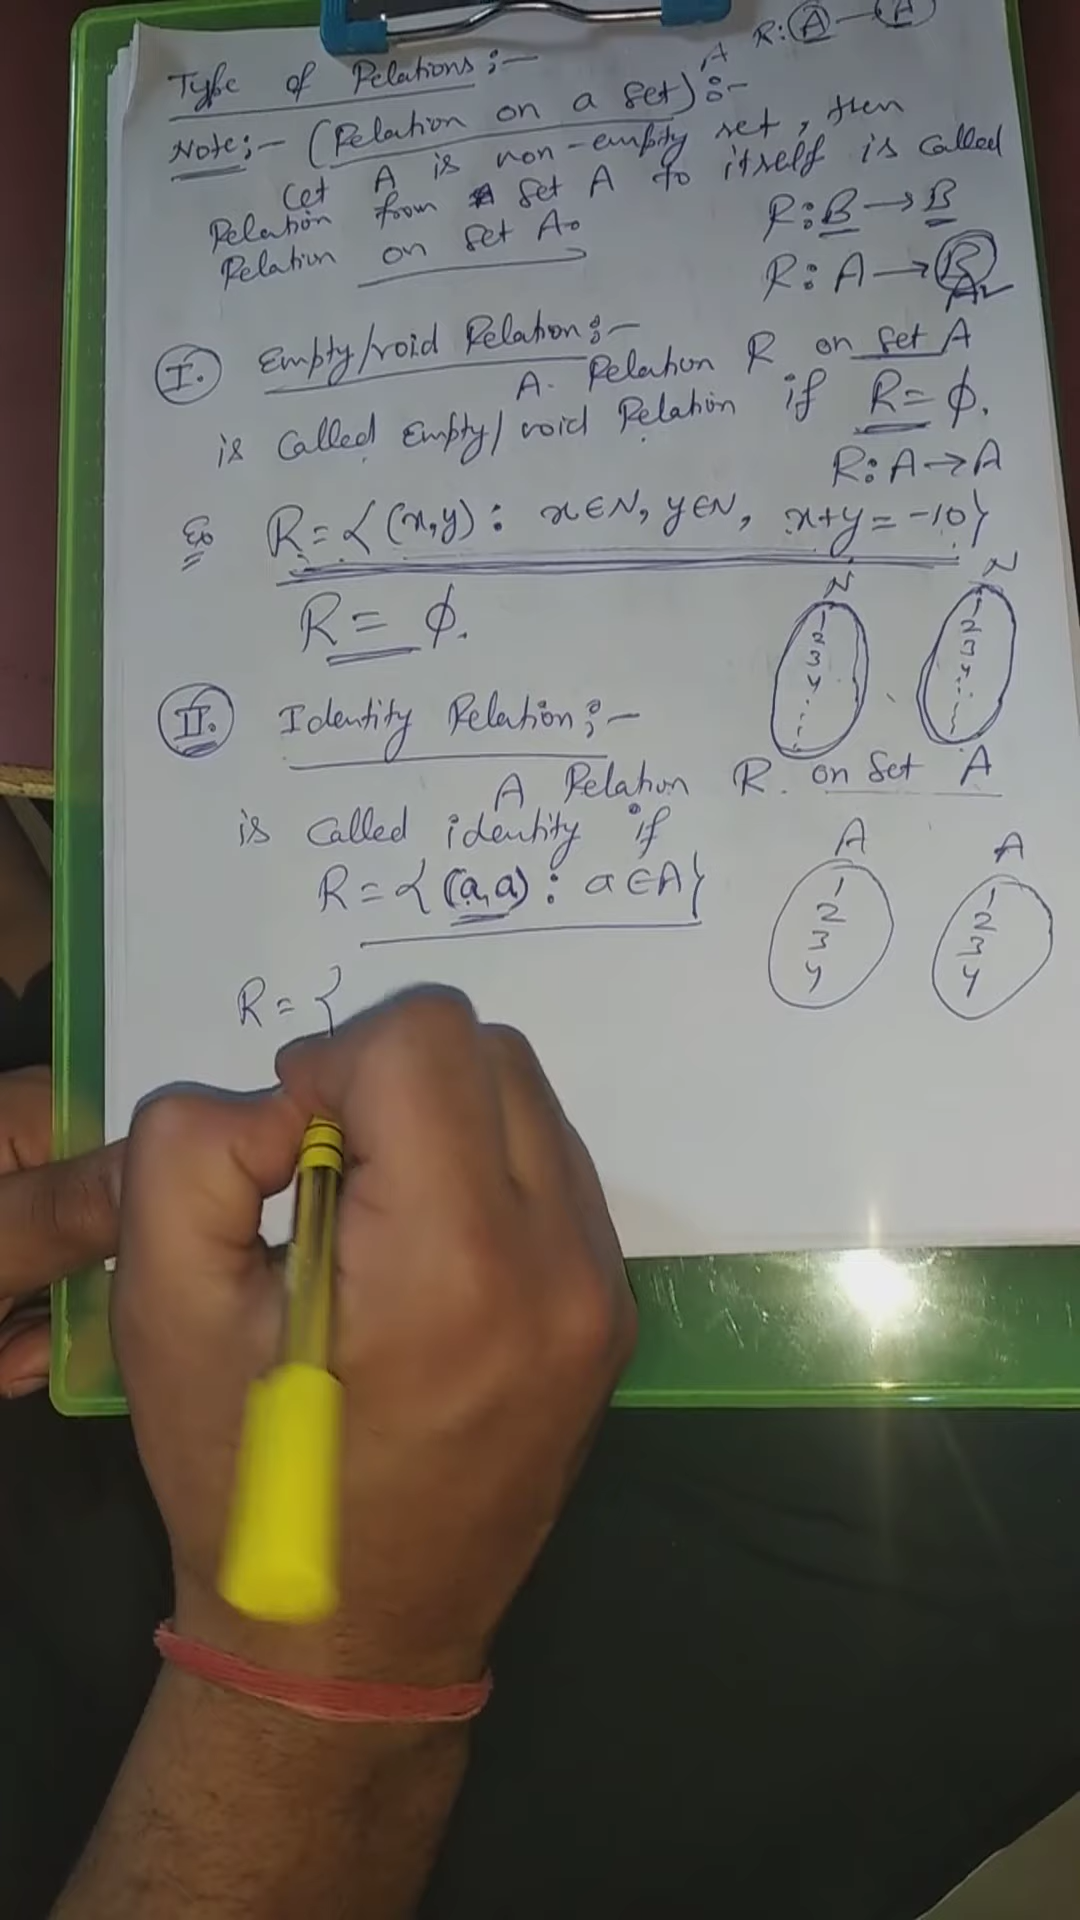 R: A → A
Type of Relations :-
Note :- (Relation on a set) :-
A
Let A is non-empty set, then
Relation from set A to itself is called
Relation on set A.
R: B → B
R: A → B
A
I. Empty/void Relation :-
A Relation R on set A
is called Empty/void Relation if R = ϕ.
R: A → A
Ex R = {(x,y) : x∈N, y∈N, x+y = -10}
R = ϕ.
N N
1 1
2 2
3 3
4 4
II. Identity Relation :-
A Relation R on set A
is called identity if
R = {(a,a) : a∈A}
A A
1 1
2 2
3 3
4 4
R = {